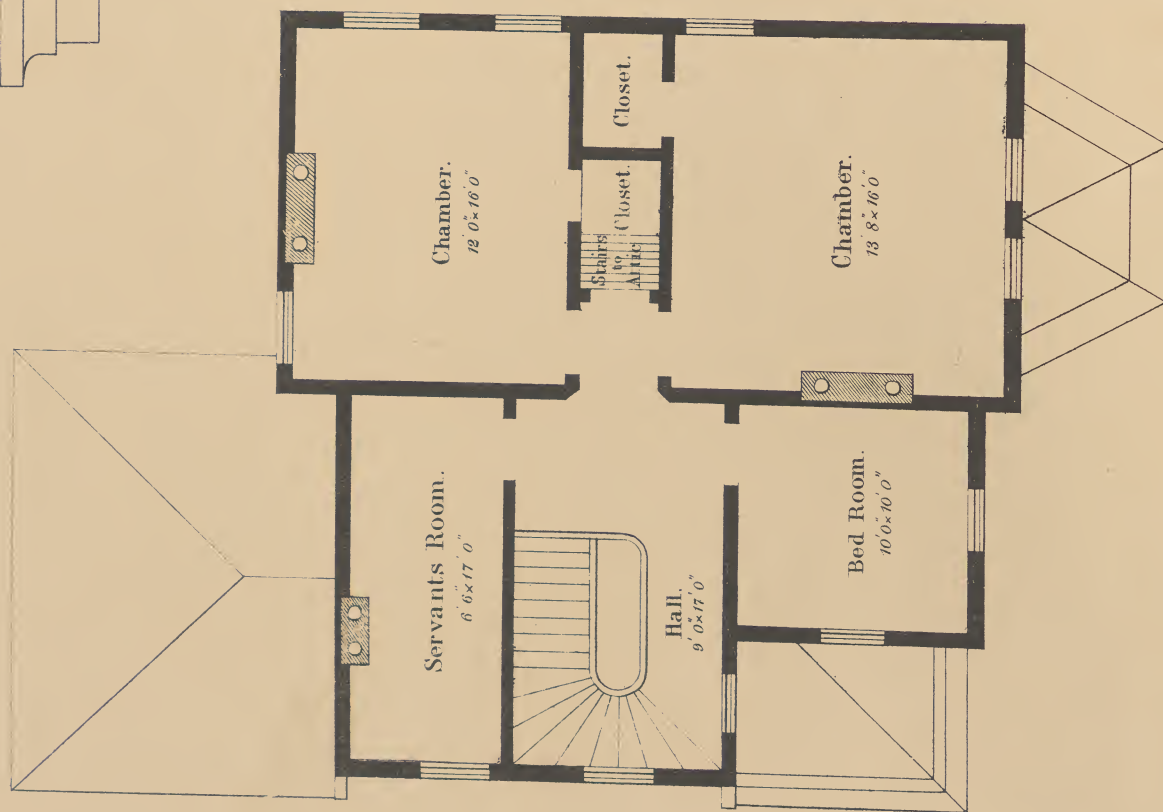 Chamber.
12' 0" × 16' 0"
Closet.
Closet.
Stairs
to
Attic
Chamber.
13' 8" × 16' 0"
Servants Room.
6' 6" × 17' 0"
Hall.
9' 0" × 17' 0"
Bed Room.
10' 0" × 10' 0"